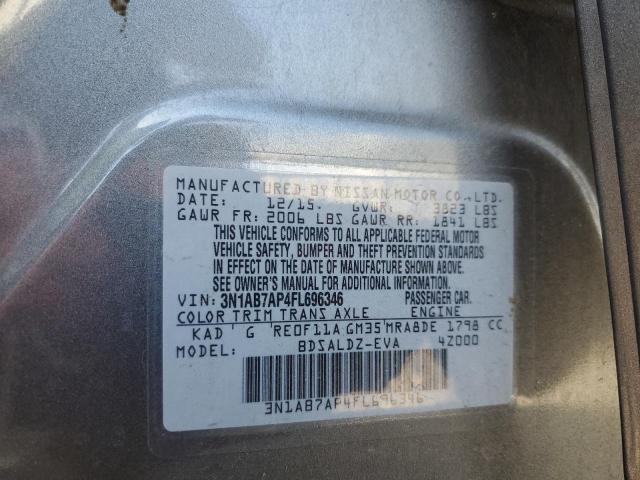 MANUFACTURED BY NISSAN MOTOR CO.,LTD.
DATE: 12/15 GVWR: 3823 LBS
GAWR FR: 2006 LBS GAWR RR: 1841 LBS
THIS VEHICLE CONFORMS TO ALL APPLICABLE FEDERAL MOTOR
VEHICLE SAFETY, BUMPER AND THEFT PREVENTION STANDARDS
IN EFFECT ON THE DATE OF MANUFACTURE SHOWN ABOVE.
SEE OWNER'S MANUAL FOR ADDITIONAL INFORMATION.
VIN: 3N1AB7AP4FL696346 PASSENGER CAR.
COLOR TRIM TRANS AXLE ENGINE
KAD ' G ' RE0F11A GM35 'MRA8DE 1798 CC
MODEL: BDSALDZ-EVA 4Z000
3N1AB7AP4FL696346